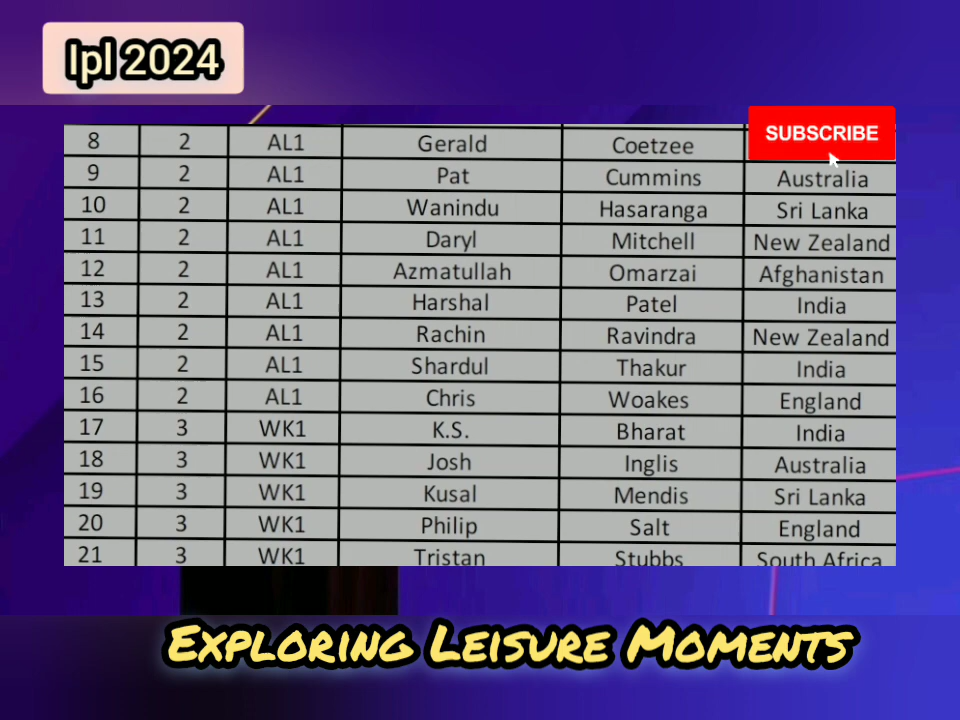 Ipl 2024
8 2 AL1 Gerald Coetzee
SUBSCRIBE
9 2 AL1 Pat Cummins Australia
10 2 AL1 Wanindu Hasaranga Sri Lanka
11 2 AL1 Daryl Mitchell New Zealand
12 2 AL1 Azmatullah Omarzai Afghanistan
13 2 AL1 Harshal Patel India
14 2 AL1 Rachin Ravindra New Zealand
15 2 AL1 Shardul Thakur India
16 2 AL1 Chris Woakes England
17 3 WK1 K.S. Bharat India
18 3 WK1 Josh Inglis Australia
19 3 WK1 Kusal Mendis Sri Lanka
20 3 WK1 Philip Salt England
21 3 WK1 Tristan Stubbs South Africa
Exploring Leisure Moments